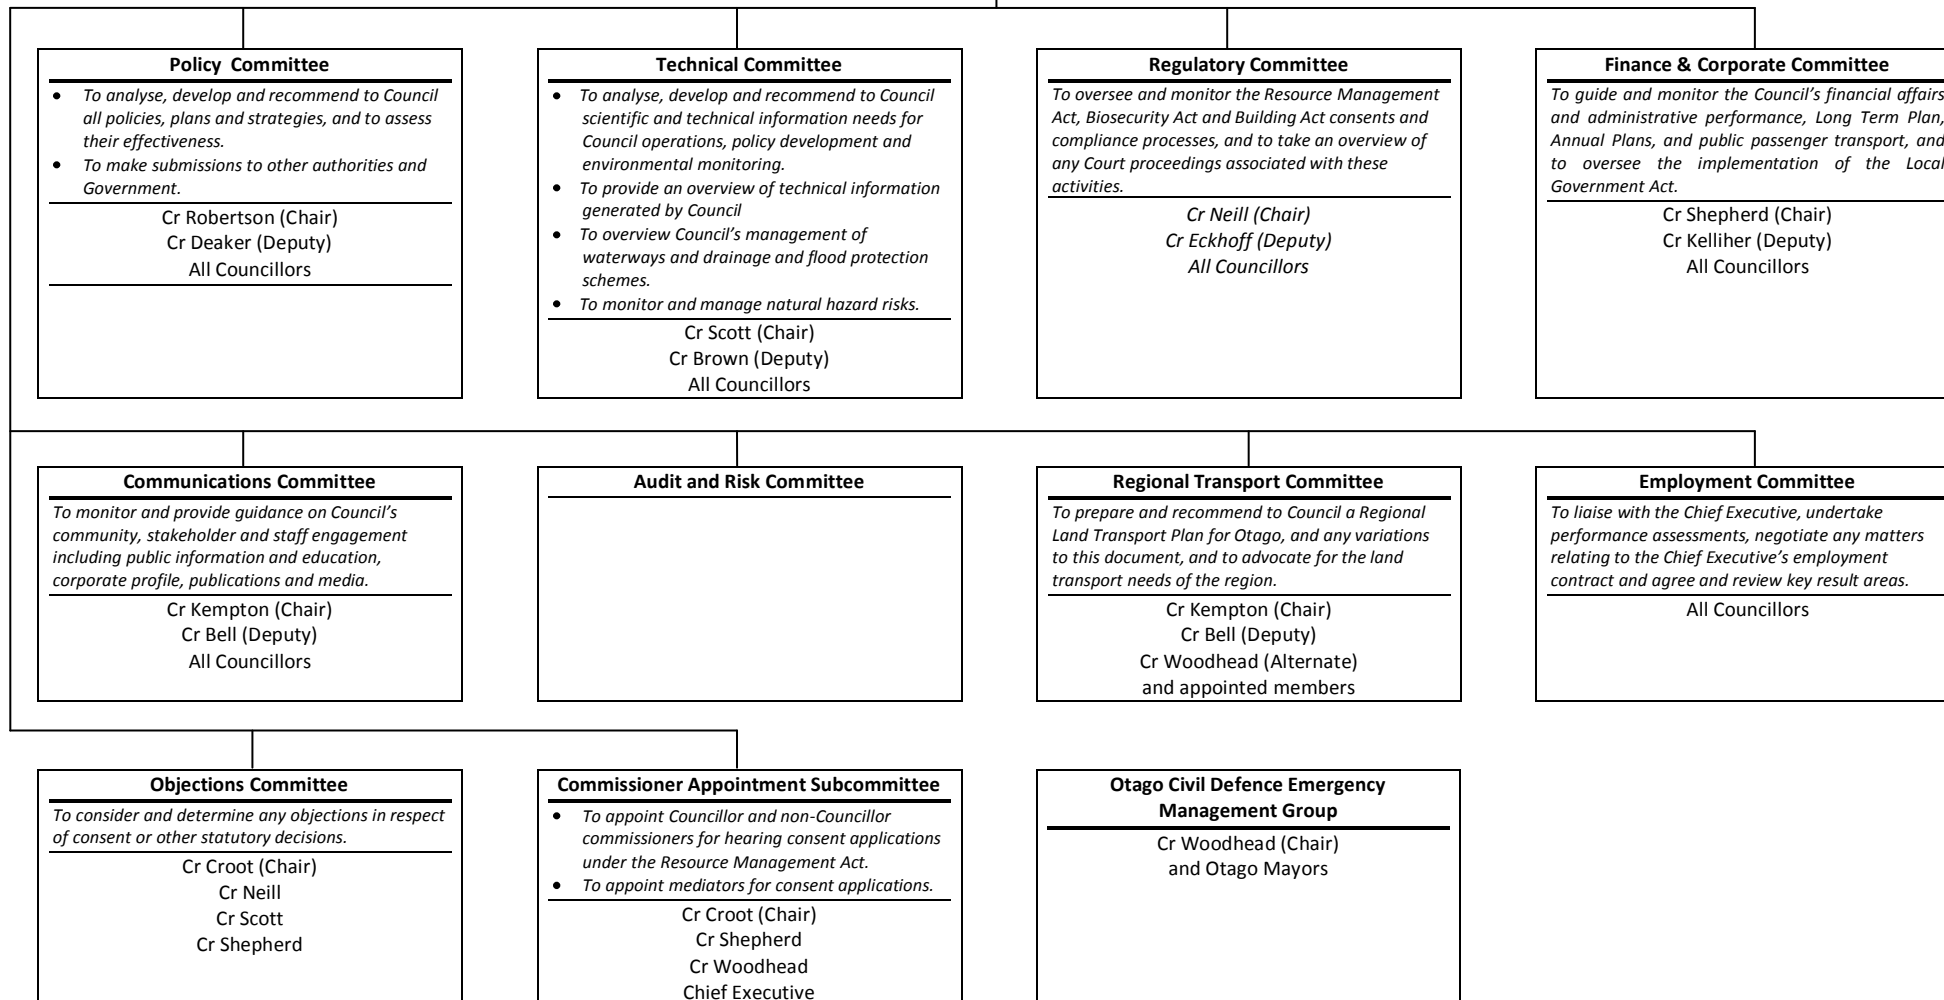 Policy Committee
• To analyse, develop and recommend to Council
all policies, plans and strategies, and to assess
their effectiveness.
• To make submissions to other authorities and
Government.
Cr Robertson (Chair)
Cr Deaker (Deputy)
All Councillors
Technical Committee
• To analyse, develop and recommend to Council
scientific and technical information needs for
Council operations, policy development and
environmental monitoring.
• To provide an overview of technical information
generated by Council
• To overview Council’s management of
waterways and drainage and flood protection
schemes.
• To monitor and manage natural hazard risks.
Cr Scott (Chair)
Cr Brown (Deputy)
All Councillors
Regulatory Committee
To oversee and monitor the Resource Management
Act, Biosecurity Act and Building Act consents and
compliance processes, and to take an overview of
any Court proceedings associated with these
activities.
Cr Neill (Chair)
Cr Eckhoff (Deputy)
All Councillors
Finance & Corporate Committee
To guide and monitor the Council’s financial affairs
and administrative performance, Long Term Plan,
Annual Plans, and public passenger transport, and
to oversee the implementation of the Local
Government Act.
Cr Shepherd (Chair)
Cr Kelliher (Deputy)
All Councillors
Communications Committee
To monitor and provide guidance on Council’s
community, stakeholder and staff engagement
including public information and education,
corporate profile, publications and media.
Cr Kempton (Chair)
Cr Bell (Deputy)
All Councillors
Audit and Risk Committee
Regional Transport Committee
To prepare and recommend to Council a Regional
Land Transport Plan for Otago, and any variations
to this document, and to advocate for the land
transport needs of the region.
Cr Kempton (Chair)
Cr Bell (Deputy)
Cr Woodhead (Alternate)
and appointed members
Employment Committee
To liaise with the Chief Executive, undertake
performance assessments, negotiate any matters
relating to the Chief Executive’s employment
contract and agree and review key result areas.
All Councillors
Objections Committee
To consider and determine any objections in respect
of consent or other statutory decisions.
Cr Croot (Chair)
Cr Neill
Cr Scott
Cr Shepherd
Commissioner Appointment Subcommittee
• To appoint Councillor and non-Councillor
commissioners for hearing consent applications
under the Resource Management Act.
• To appoint mediators for consent applications.
Cr Croot (Chair)
Cr Shepherd
Cr Woodhead
Chief Executive
Otago Civil Defence Emergency
Management Group
Cr Woodhead (Chair)
and Otago Mayors